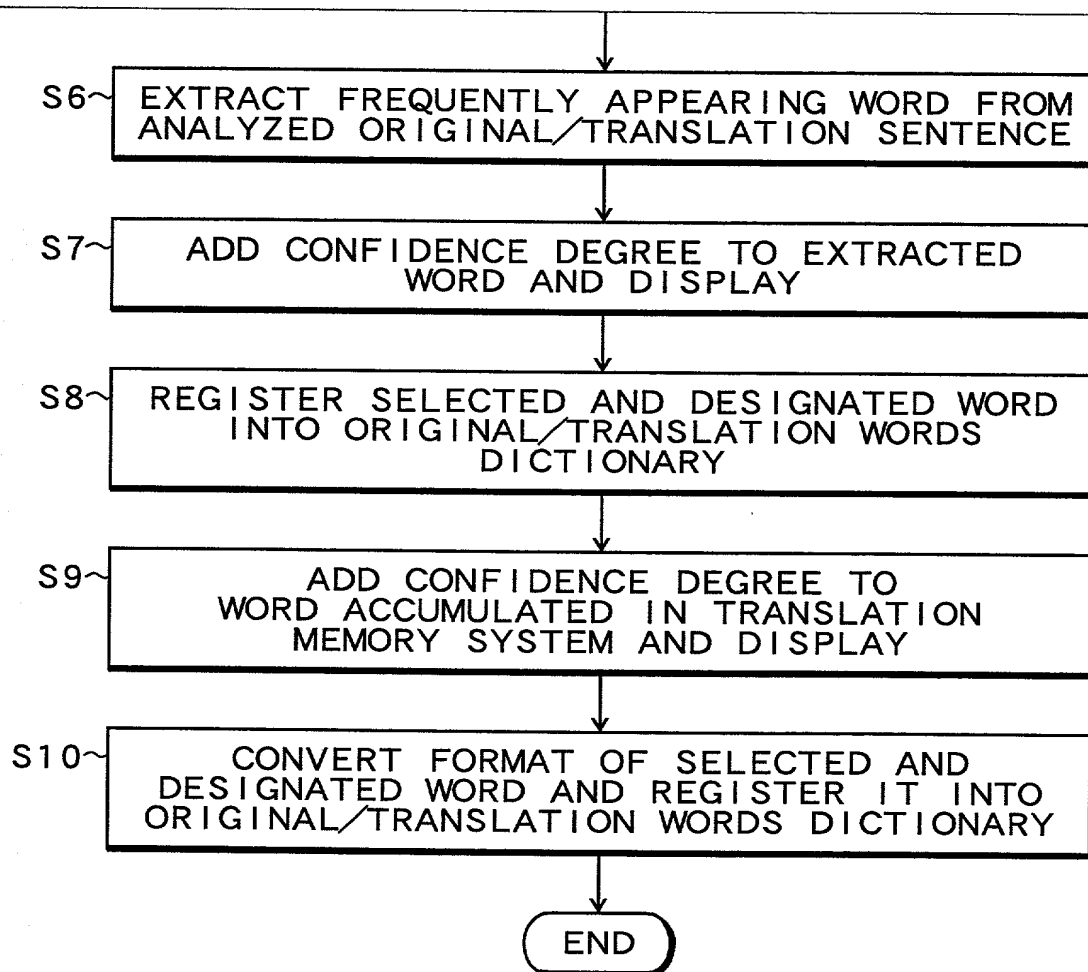 S6 EXTRACT FREQUENTLY APPEARING WORD FROM
ANALYZED ORIGINAL/TRANSLATION SENTENCE
S7 ADD CONFIDENCE DEGREE TO EXTRACTED
WORD AND DISPLAY
S8 REGISTER SELECTED AND DESIGNATED WORD
INTO ORIGINAL/TRANSLATION WORDS
DICTIONARY
S9 ADD CONFIDENCE DEGREE TO
WORD ACCUMULATED IN TRANSLATION
MEMORY SYSTEM AND DISPLAY
S10 CONVERT FORMAT OF SELECTED AND
DESIGNATED WORD AND REGISTER IT INTO
ORIGINAL/TRANSLATION WORDS DICTIONARY
END